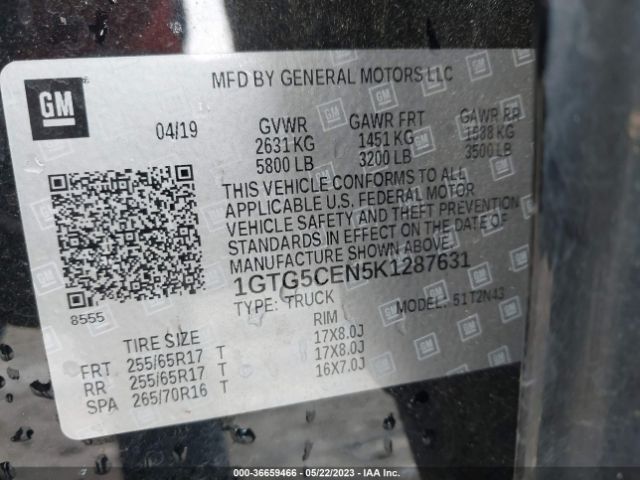 GM
MFD BY GENERAL MOTORS LLC
04/19 GVWR GAWR FRT GAWR RR
2631 KG 1451 KG 1588 KG
5800 LB 3200 LB 3500 LB
THIS VEHICLE CONFORMS TO ALL
APPLICABLE U.S. FEDERAL MOTOR
VEHICLE SAFETY AND THEFT PREVENTION
STANDARDS IN EFFECT ON THE DATE OF
MANUFACTURE SHOWN ABOVE.
1GTG5CEN5K1287631
8555 TYPE: TRUCK MODEL: 51T2N43
TIRE SIZE RIM
FRT 255/65R17 T 17X8.0J
RR 255/65R17 T 17X8.0J
SPA 265/70R16 T 16X7.0J
000-36659466 - 05/22/2023 - IAA Inc.